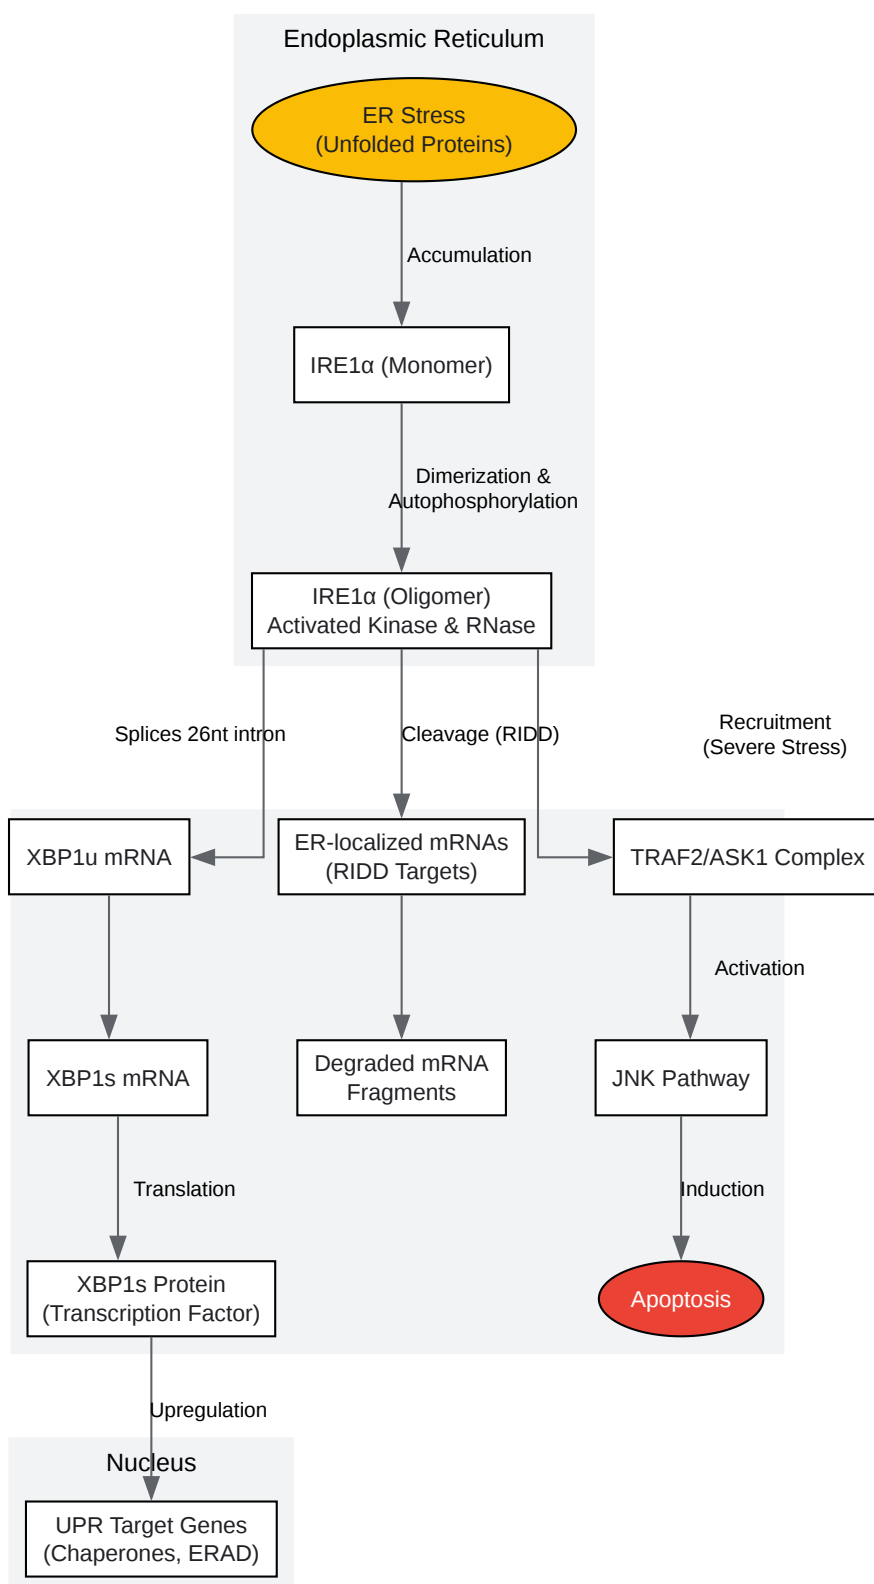 Endoplasmic Reticulum
ER Stress
(Unfolded Proteins)
Accumulation
IRE1α (Monomer)
Dimerization &
Autophosphorylation
IRE1α (Oligomer)
Activated Kinase & RNase
Splices 26nt intron
Cleavage (RIDD)
Recruitment
(Severe Stress)
XBP1u mRNA
ER-localized mRNAs
(RIDD Targets)
TRAF2/ASK1 Complex
Activation
XBP1s mRNA
Degraded mRNA
Fragments
JNK Pathway
Translation
Induction
XBP1s Protein
(Transcription Factor)
Apoptosis
Upregulation
Nucleus
UPR Target Genes
(Chaperones, ERAD)